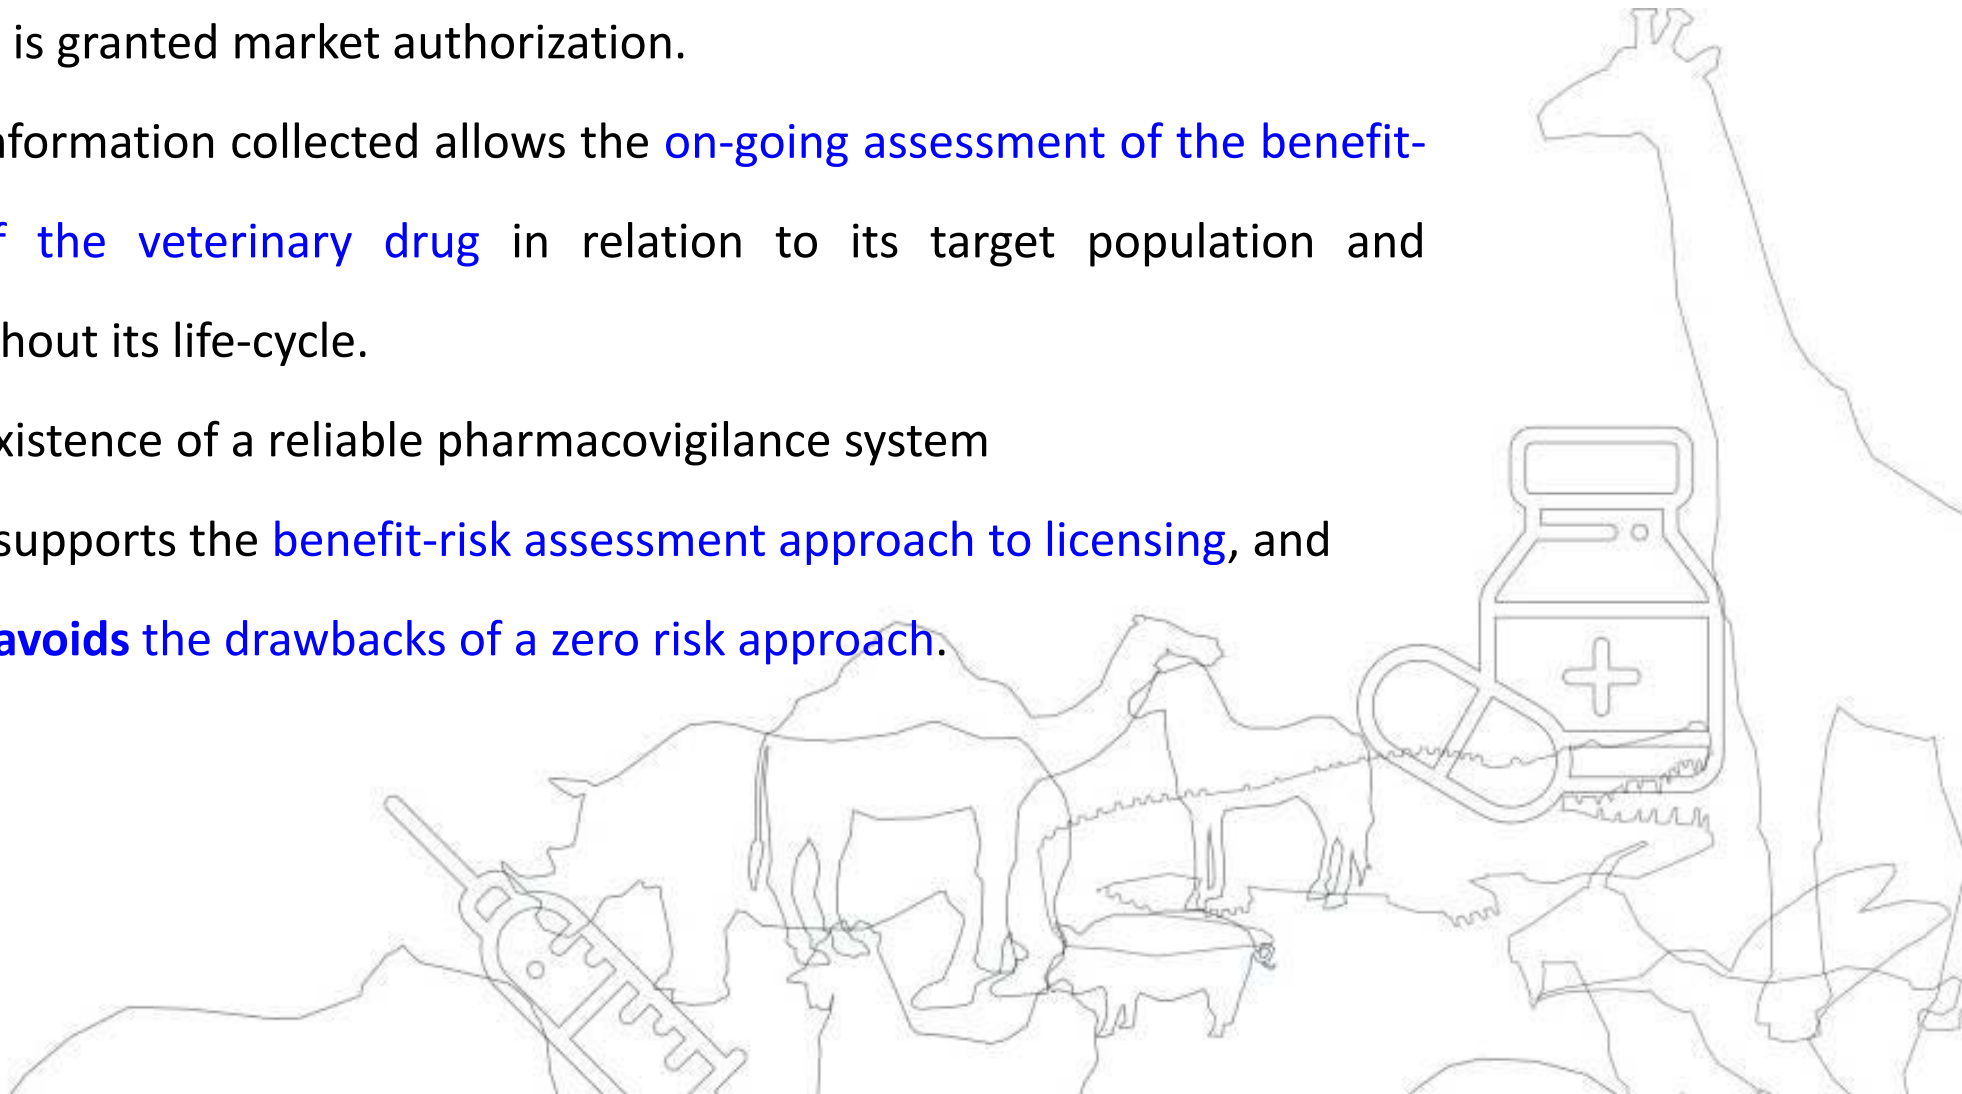 is granted market authorization.
nformation collected allows the on-going assessment of the benefit-
f the veterinary drug in relation to its target population and
hout its life-cycle.
xistence of a reliable pharmacovigilance system
supports the benefit-risk assessment approach to licensing, and
avoids the drawbacks of a zero risk approach.